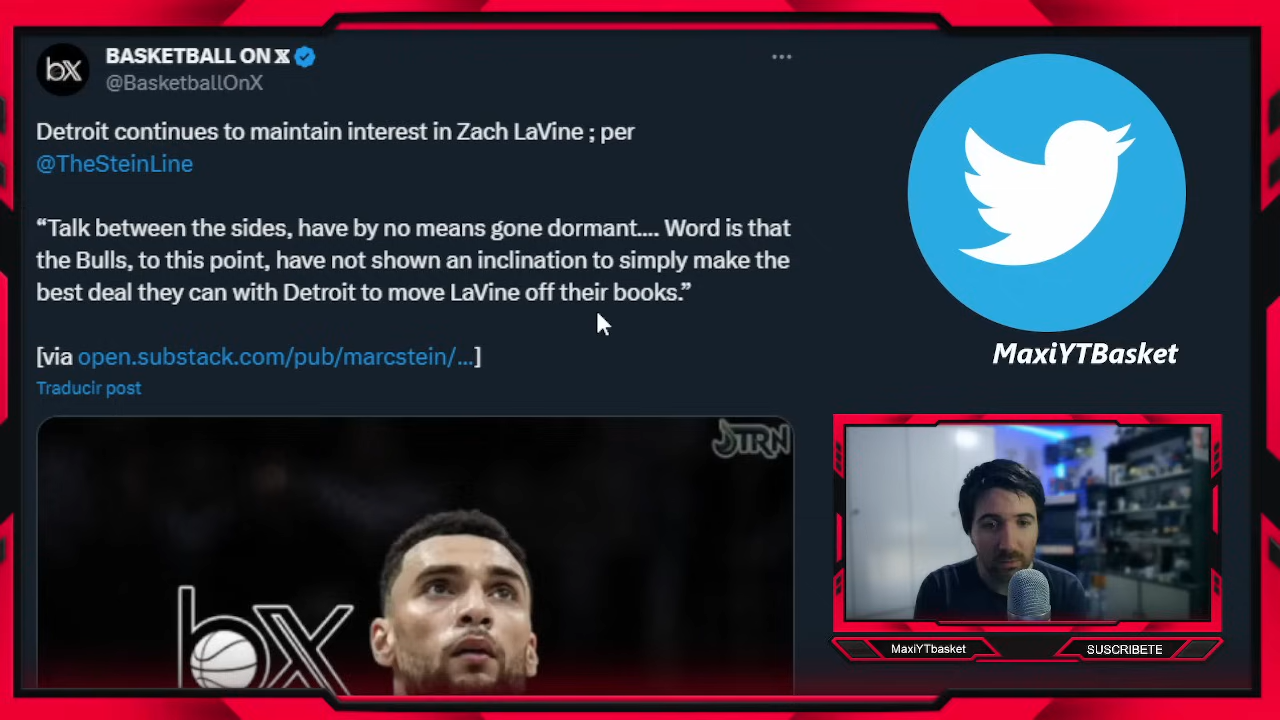 BASKETBALL ON X
@BasketballOnX
Detroit continues to maintain interest in Zach LaVine ; per
@TheSteinLine
“Talk between the sides, have by no means gone dormant.... Word is that
the Bulls, to this point, have not shown an inclination to simply make the
best deal they can with Detroit to move LaVine off their books.”
[via open.substack.com/pub/marcstein/...]
Traducir post
JTRN
bx
bx
MaxiYTBasket
MaxiYTbasket
SUSCRIBETE